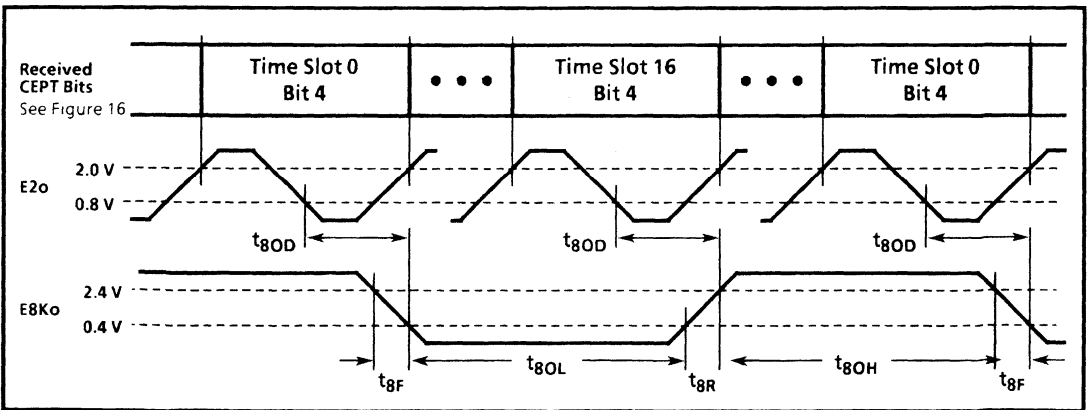 Received
CEPT Bits
See Figure 16
Time Slot 0
Bit 4
• • •
Time Slot 16
Bit 4
• • •
Time Slot 0
Bit 4
E2o
2.0 V
0.8 V
t8OD
t8OD
t8OD
E8Ko
2.4 V
0.4 V
t8F
t8OL
t8R
t8OH
t8F